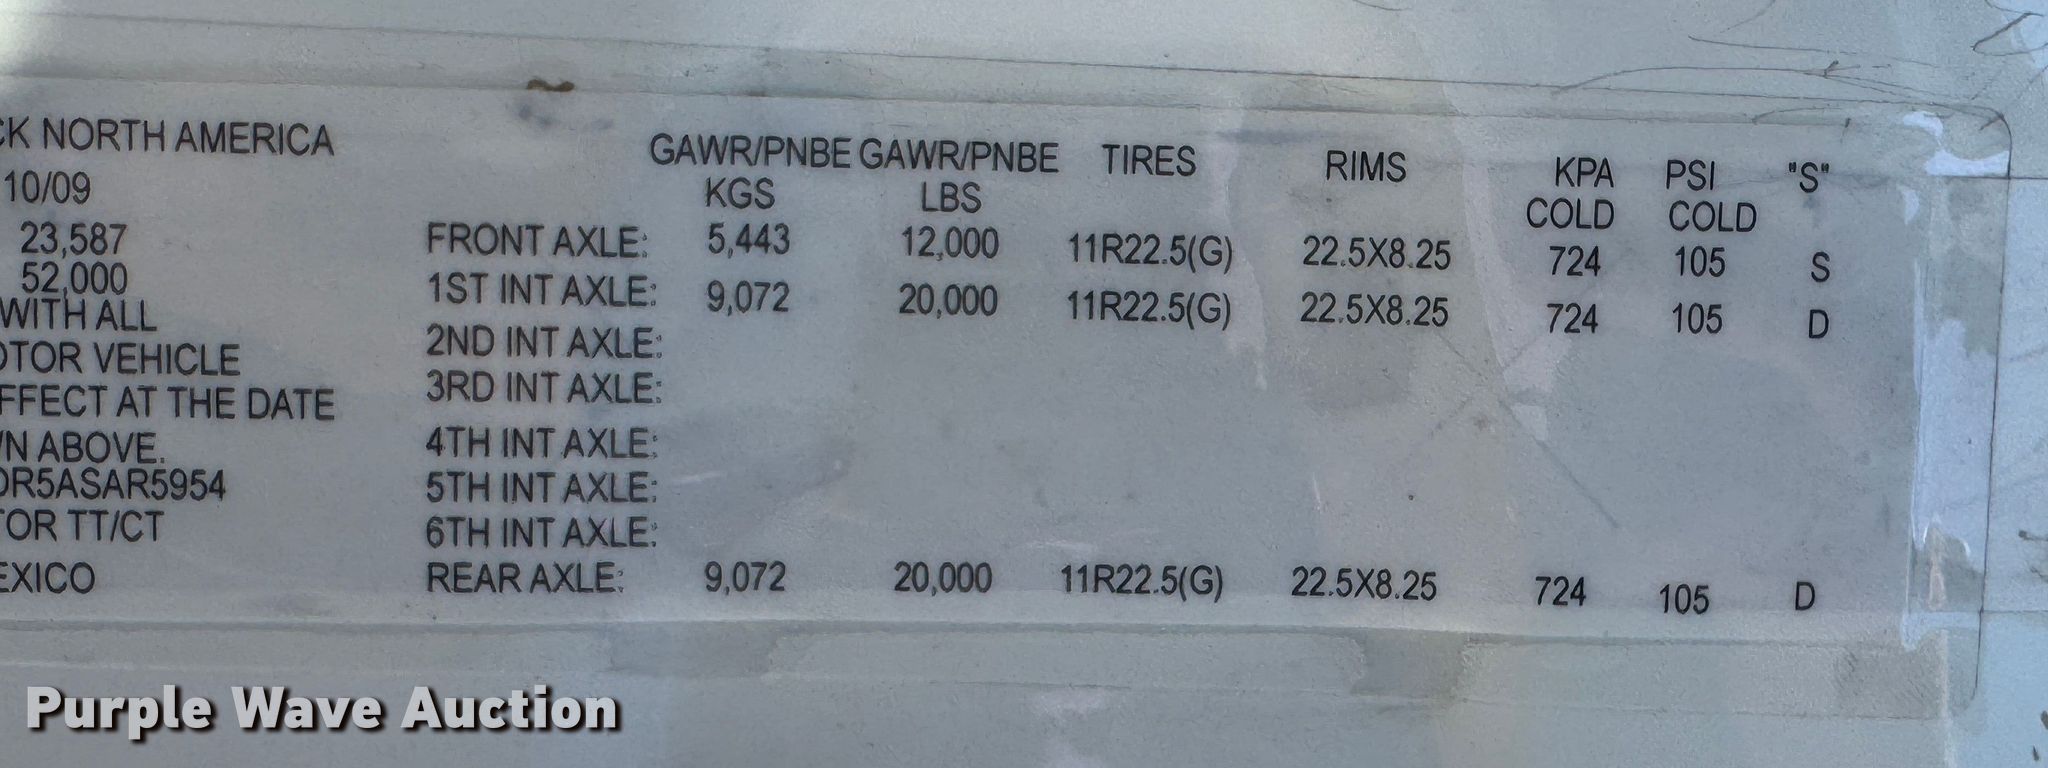 CK NORTH AMERICA
10/09
23,587
52,000
WITH ALL
OTOR VEHICLE
FFECT AT THE DATE
WN ABOVE.
DR5ASAR5954
TOR TT/CT
EXICO
GAWR/PNBE GAWR/PNBE TIRES RIMS KPA PSI "S"
KGS LBS COLD COLD
FRONT AXLE: 5,443 12,000 11R22.5(G) 22.5X8.25 724 105 S
1ST INT AXLE: 9,072 20,000 11R22.5(G) 22.5X8.25 724 105 D
2ND INT AXLE:
3RD INT AXLE:
4TH INT AXLE:
5TH INT AXLE:
6TH INT AXLE:
REAR AXLE: 9,072 20,000 11R22.5(G) 22.5X8.25 724 105 D
Purple Wave Auction